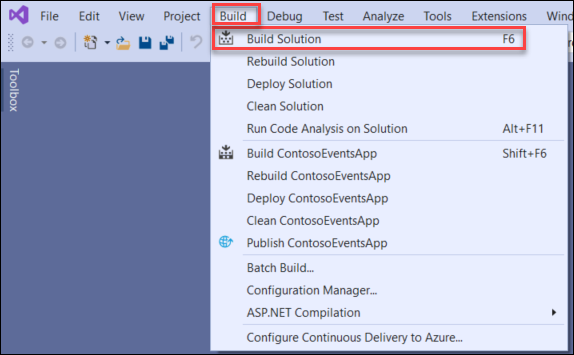 File Edit View Project Build Debug Test Analyze Tools Extensions Window
Toolbox
Build Solution F6
Rebuild Solution
Deploy Solution
Clean Solution
Run Code Analysis on Solution Alt+F11
Build ContosoEventsApp Shift+F6
Rebuild ContosoEventsApp
Deploy ContosoEventsApp
Clean ContosoEventsApp
Publish ContosoEventsApp
Batch Build...
Configuration Manager...
ASP.NET Compilation
Configure Continuous Delivery to Azure...